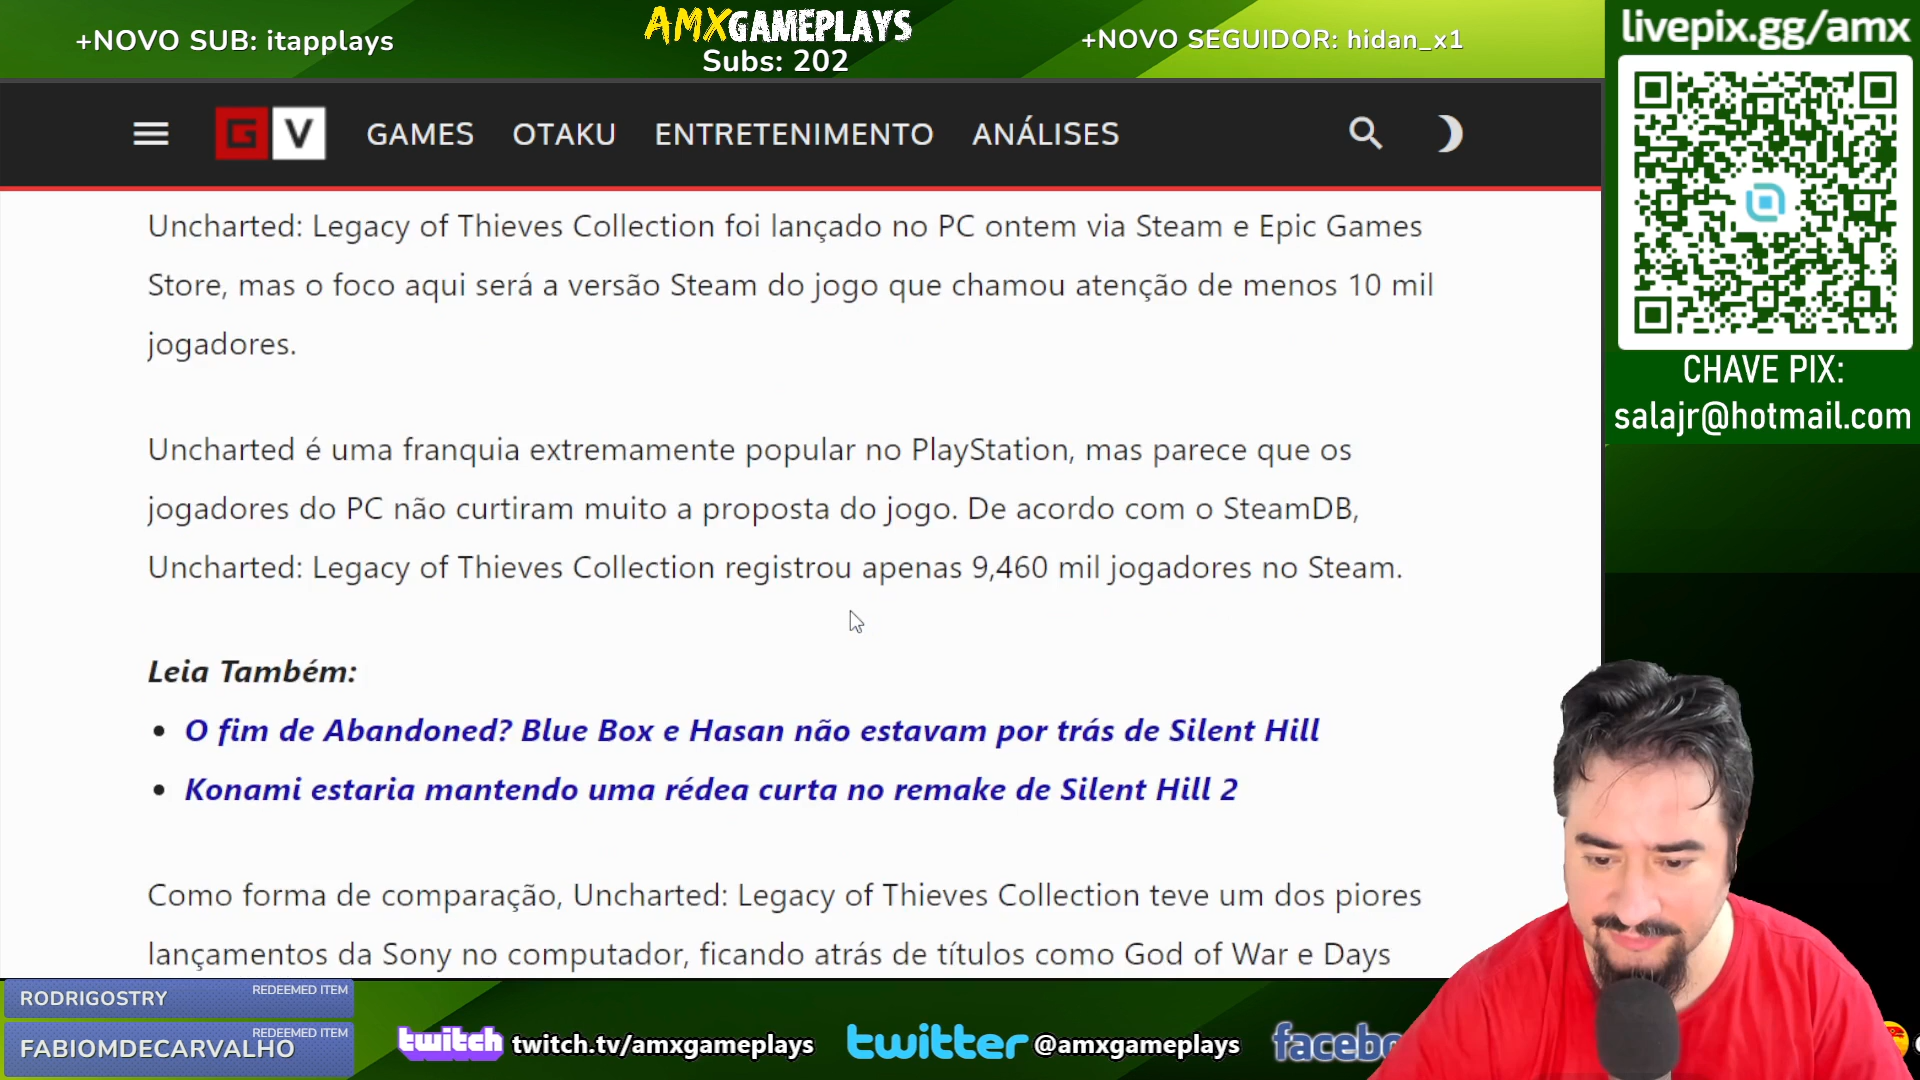 +NOVO SUB: itapplays
AMXGAMEPLAYS
Subs: 202
+NOVO SEGUIDOR: hidan_x1
livepix.gg/amx
G V GAMES OTAKU ENTRETENIMENTO ANÁLISES
Uncharted: Legacy of Thieves Collection foi lançado no PC ontem via Steam e Epic Games
Store, mas o foco aqui será a versão Steam do jogo que chamou atenção de menos 10 mil
jogadores.
CHAVE PIX:
salajr@hotmail.com
Uncharted é uma franquia extremamente popular no PlayStation, mas parece que os
jogadores do PC não curtiram muito a proposta do jogo. De acordo com o SteamDB,
Uncharted: Legacy of Thieves Collection registrou apenas 9,460 mil jogadores no Steam.
Leia Também:
• O fim de Abandoned? Blue Box e Hasan não estavam por trás de Silent Hill
• Konami estaria mantendo uma rédea curta no remake de Silent Hill 2
Como forma de comparação, Uncharted: Legacy of Thieves Collection teve um dos piores
lançamentos da Sony no computador, ficando atrás de títulos como God of War e Days
RODRIGOSTRY REDEEMED ITEM
FABIOMDECARVALHO REDEEMED ITEM
twitch twitch.tv/amxgameplays twitter @amxgameplays facebo